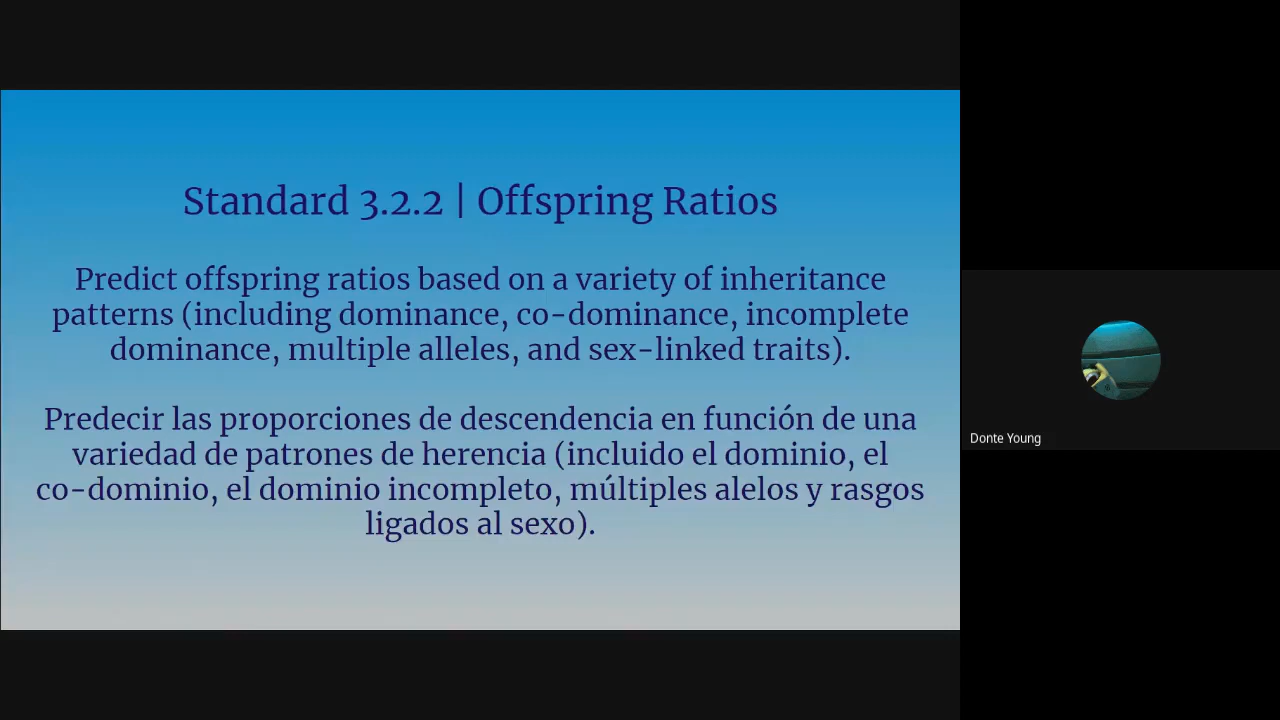 Standard 3.2.2 | Offspring Ratios
Predict offspring ratios based on a variety of inheritance
patterns (including dominance, co-dominance, incomplete
dominance, multiple alleles, and sex-linked traits).
Predecir las proporciones de descendencia en función de una
variedad de patrones de herencia (incluido el dominio, el
co-dominio, el dominio incompleto, múltiples alelos y rasgos
ligados al sexo).
Donte Young